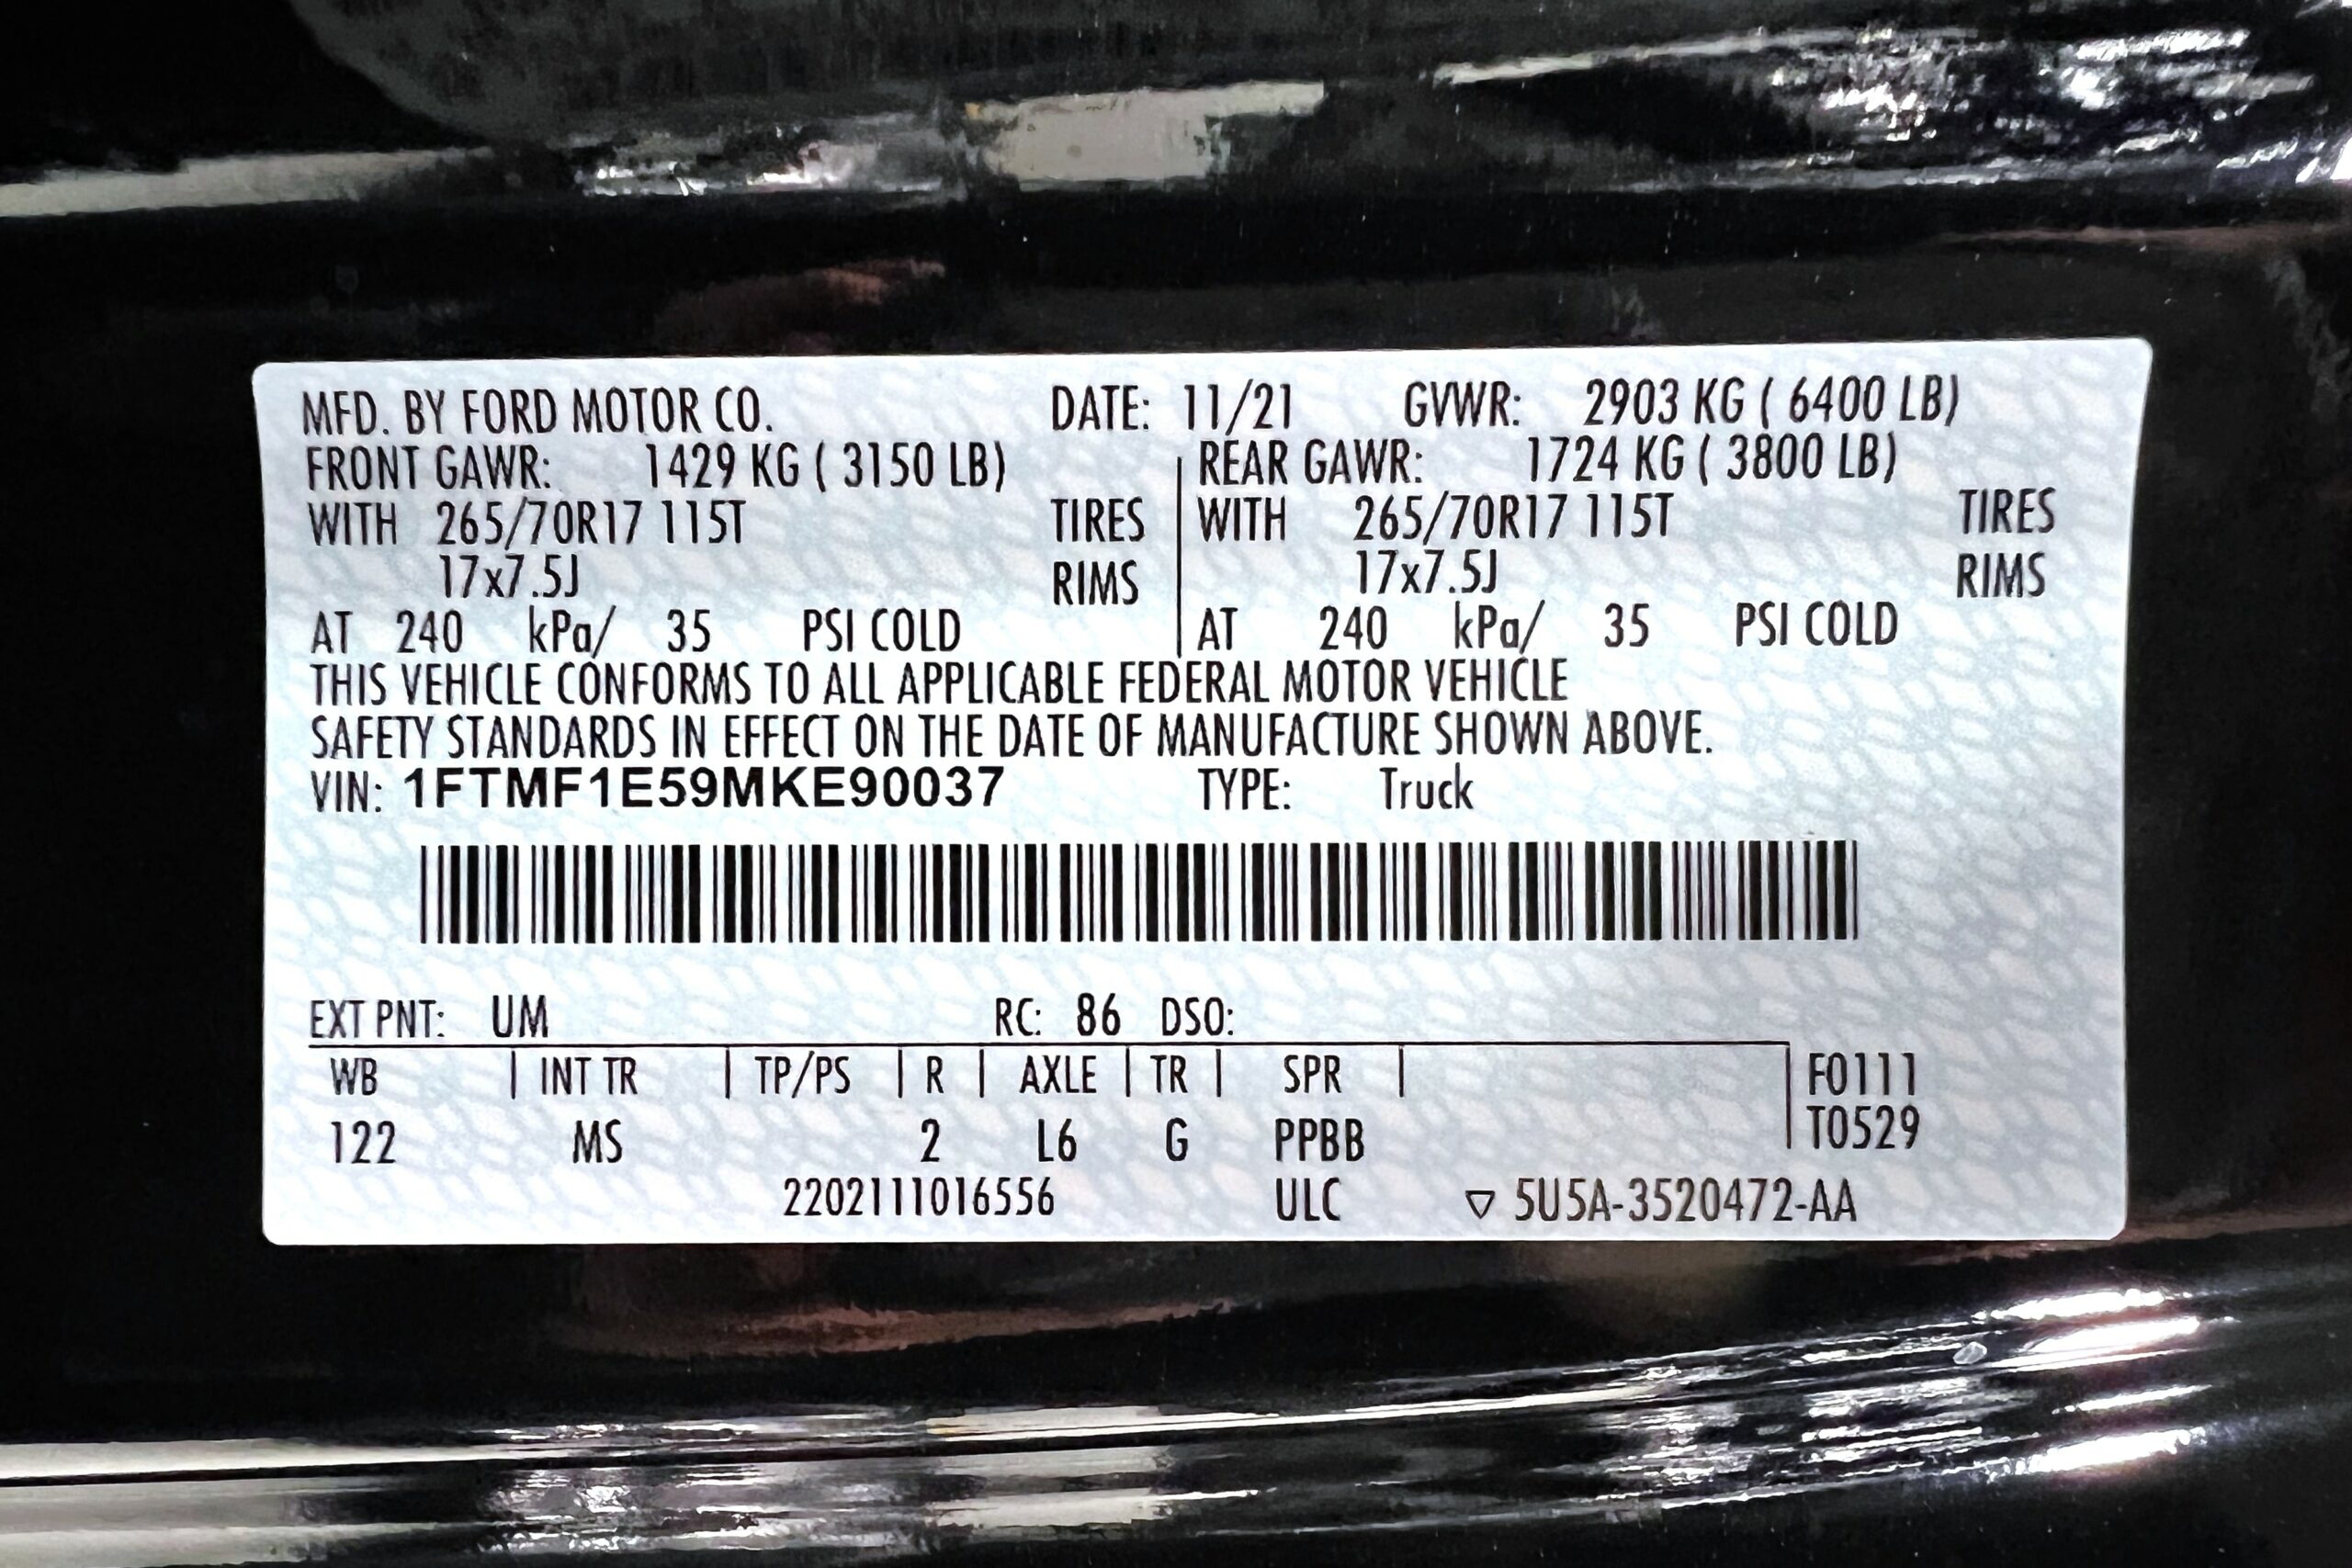 MFD. BY FORD MOTOR CO. DATE: 11/21 GVWR: 2903 KG ( 6400 LB)
FRONT GAWR: 1429 KG ( 3150 LB) REAR GAWR: 1724 KG ( 3800 LB)
WITH 265/70R17 115T TIRES WITH 265/70R17 115T TIRES
17x7.5J RIMS 17x7.5J RIMS
AT 240 kPa/ 35 PSI COLD AT 240 kPa/ 35 PSI COLD
THIS VEHICLE CONFORMS TO ALL APPLICABLE FEDERAL MOTOR VEHICLE
SAFETY STANDARDS IN EFFECT ON THE DATE OF MANUFACTURE SHOWN ABOVE.
VIN: 1FTMF1E59MKE90037 TYPE: Truck
EXT PNT: UM RC: 86 DSO:
WB | INT TR | TP/PS | R | AXLE | TR | SPR | F0111
T0529
122 MS 2 L6 G PPBB
2202111016556 ULC ▽ 5U5A-3520472-AA